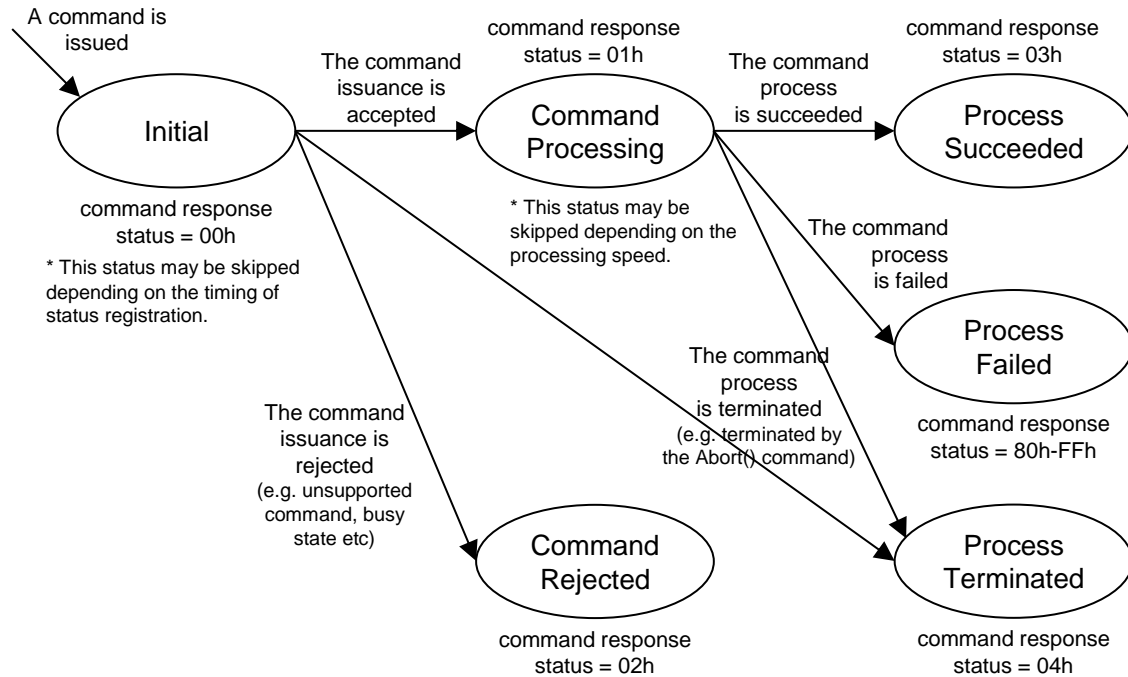 A command is
issued
Initial
command response
status = 00h
* This status may be skipped
depending on the timing of
status registration.
The command
issuance is
accepted
command response
status = 01h
Command
Processing
* This status may be
skipped depending on the
processing speed.
The command
process
is succeeded
command response
status = 03h
Process
Succeeded
The command
process
is failed
Process
Failed
command response
status = 80h-FFh
The command
process
is terminated
(e.g. terminated by
the Abort() command)
The command
issuance is
rejected
(e.g. unsupported
command, busy
state etc)
Command
Rejected
command response
status = 02h
Process
Terminated
command response
status = 04h